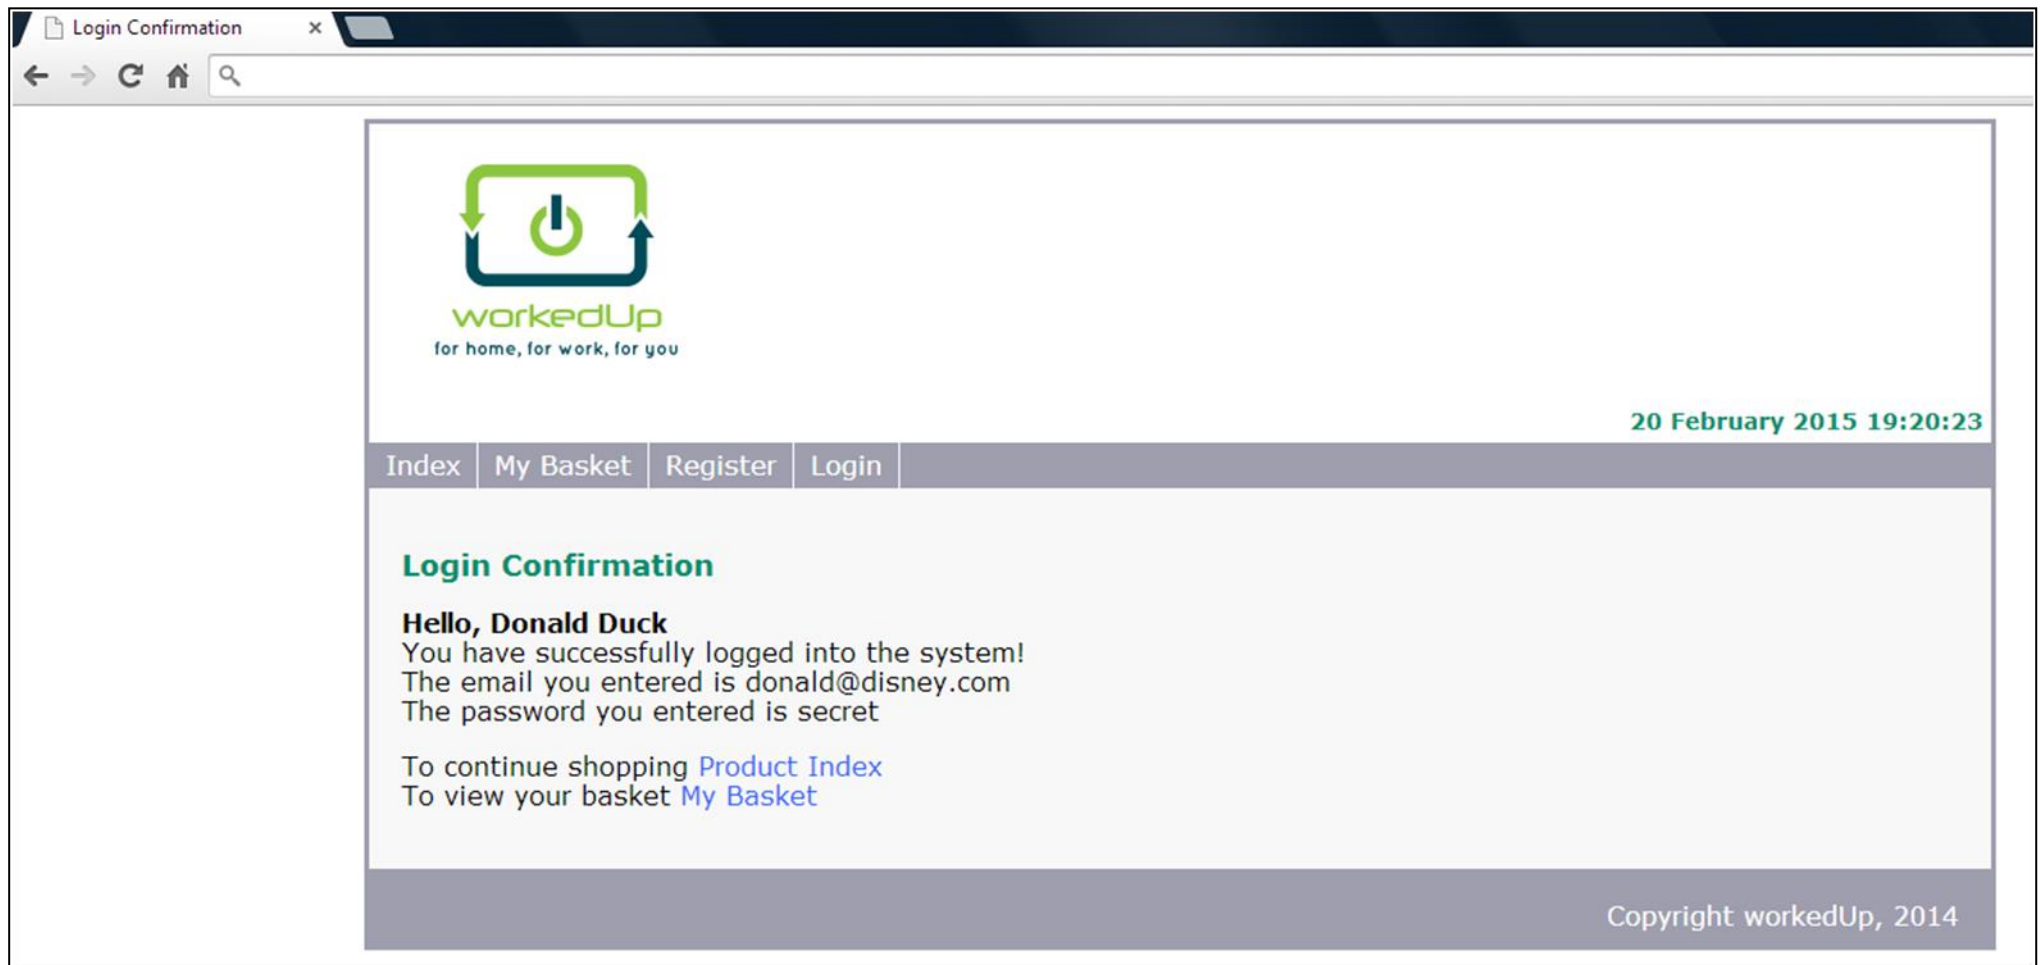 Login Confirmation
workedUp
for home, for work, for you
20 February 2015 19:20:23
Index My Basket Register Login
Login Confirmation
Hello, Donald Duck
You have successfully logged into the system!
The email you entered is donald@disney.com
The password you entered is secret
To continue shopping Product Index
To view your basket My Basket
Copyright workedUp, 2014